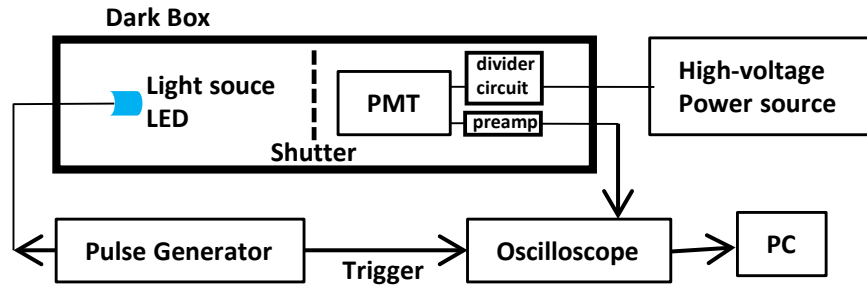 Dark Box
Light souce
LED
Shutter
PMT
divider
circuit
preamp
High-voltage
Power source
Pulse Generator
Trigger
Oscilloscope
PC